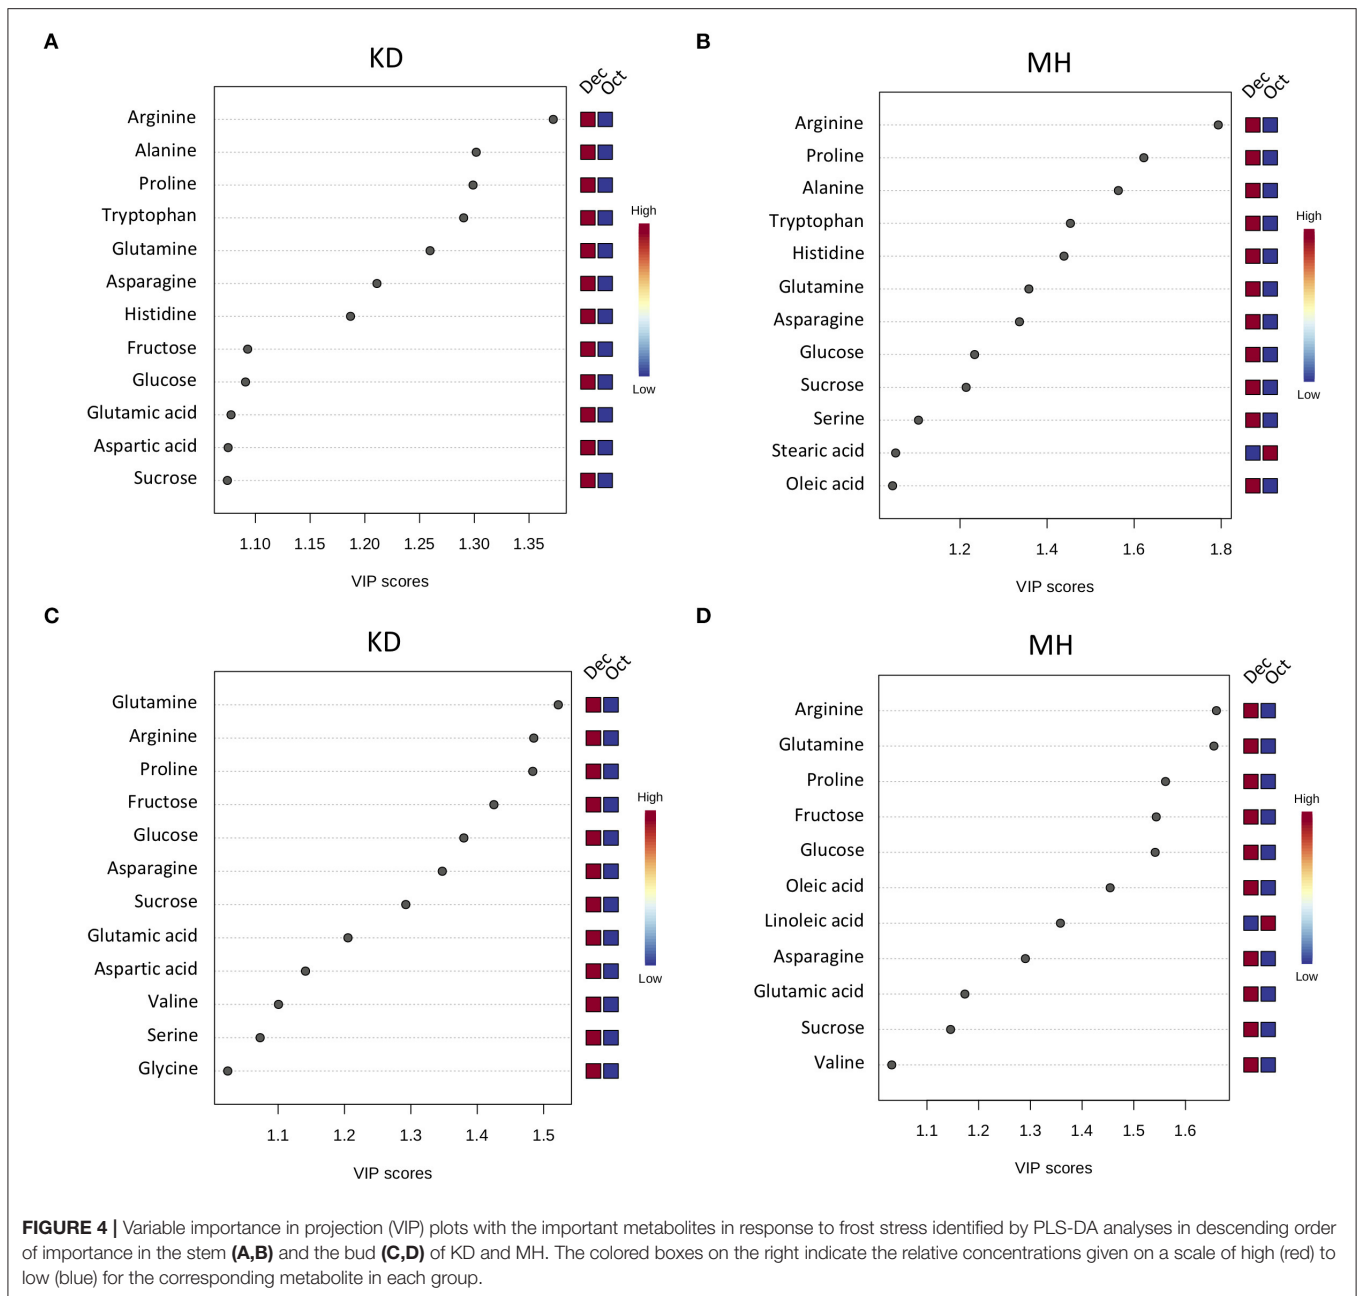 A
KD
Dec Oct
Arginine
Alanine
Proline
Tryptophan
Glutamine
Asparagine
Histidine
Fructose
Glucose
Glutamic acid
Aspartic acid
Sucrose
High
Low
1.10 1.15 1.20 1.25 1.30 1.35
VIP scores
B
MH
Dec Oct
Arginine
Proline
Alanine
Tryptophan
Histidine
Glutamine
Asparagine
Glucose
Sucrose
Serine
Stearic acid
Oleic acid
High
Low
1.2 1.4 1.6 1.8
VIP scores
C
KD
Dec Oct
Glutamine
Arginine
Proline
Fructose
Glucose
Asparagine
Sucrose
Glutamic acid
Aspartic acid
Valine
Serine
Glycine
High
Low
1.1 1.2 1.3 1.4 1.5
VIP scores
D
MH
Dec Oct
Arginine
Glutamine
Proline
Fructose
Glucose
Oleic acid
Linoleic acid
Asparagine
Glutamic acid
Sucrose
Valine
High
Low
1.1 1.2 1.3 1.4 1.5 1.6
VIP scores
FIGURE 4 | Variable importance in projection (VIP) plots with the important metabolites in response to frost stress identified by PLS-DA analyses in descending order
of importance in the stem (A,B) and the bud (C,D) of KD and MH. The colored boxes on the right indicate the relative concentrations given on a scale of high (red) to
low (blue) for the corresponding metabolite in each group.